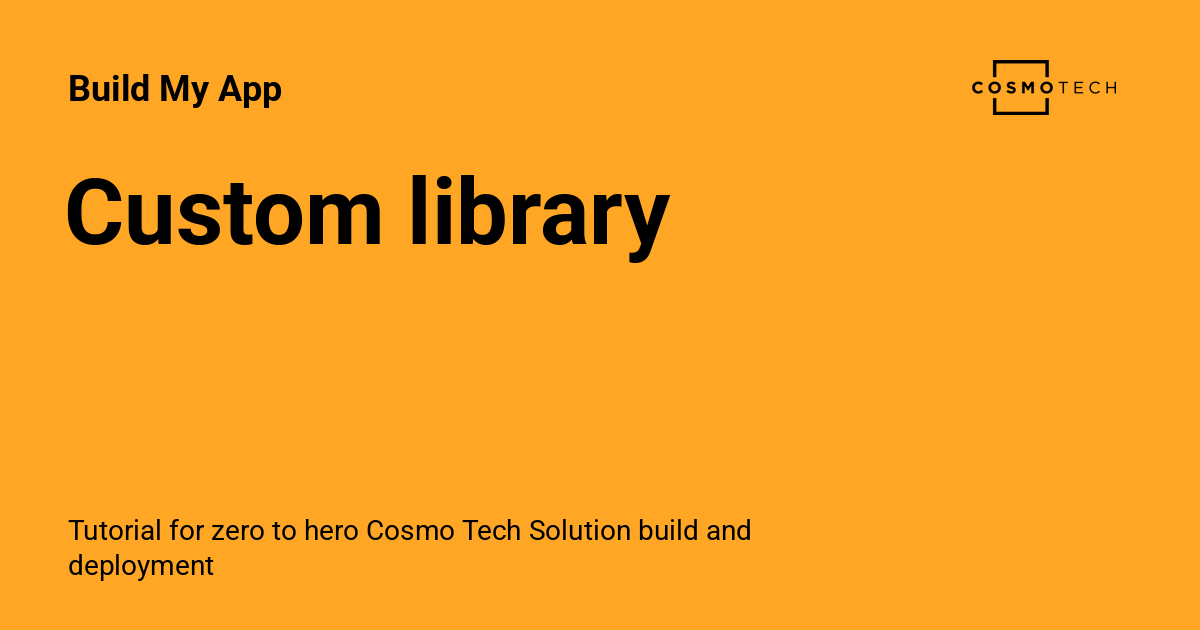 Build My App
COSMOTECH
Custom library
Tutorial for zero to hero Cosmo Tech Solution build and
deployment